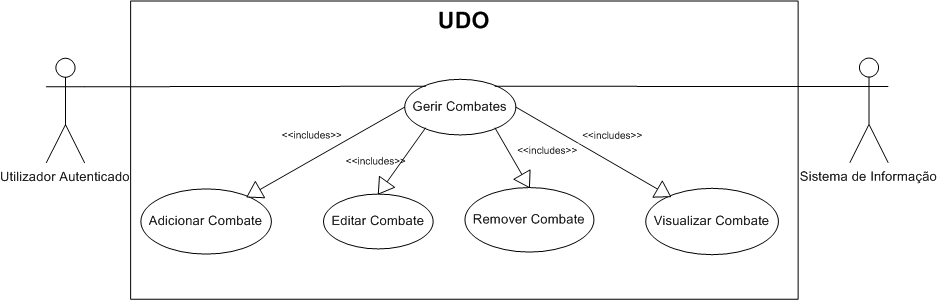 UDO
Gerir Combates
<<includes>>
<<includes>>
<<includes>>
<<includes>>
Utilizador Autenticado
Sistema de Informação
Adicionar Combate
Editar Combate
Remover Combate
Visualizar Combate